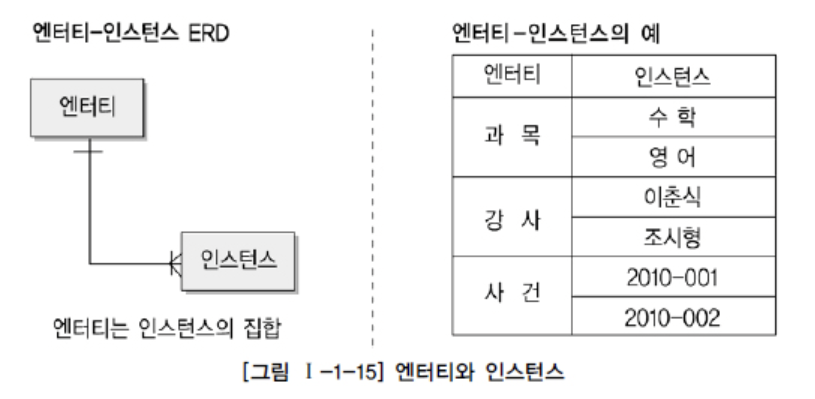 엔터티-인스턴스 ERD
엔터티
인스턴스
엔터티는 인스턴스의 집합
엔터티-인스턴스의 예
엔터티 인스턴스
과 목
수 학
영 어
강 사
이춘식
조시형
사 건
2010-001
2010-002
[그림 Ⅰ-1-15] 엔터티와 인스턴스